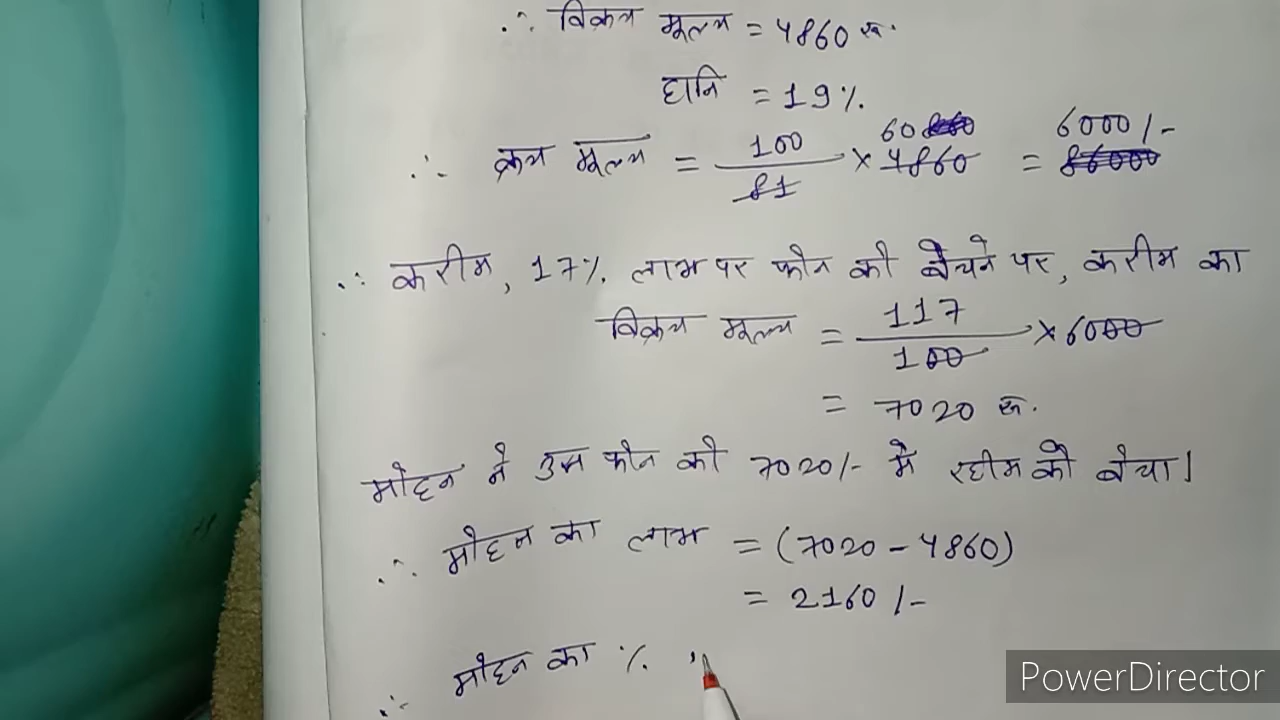 ∴ विक्रय मूल्य = 4860 रू.
हानि = 19%.
∴ क्रय मूल्य = 100/81 × 4860 = 6000/-
60
∴ करीम, 17% लाभ पर फोन को बेचने पर, करीम का
विक्रय मूल्य = 117/100 × 6000
= 7020 रू.
मोहन ने उस फोन को 7020/- में रहीम को बेचा।
∴ मोहन का लाभ = (7020 - 4860)
= 2160/-
∴ मोहन का %
PowerDirector